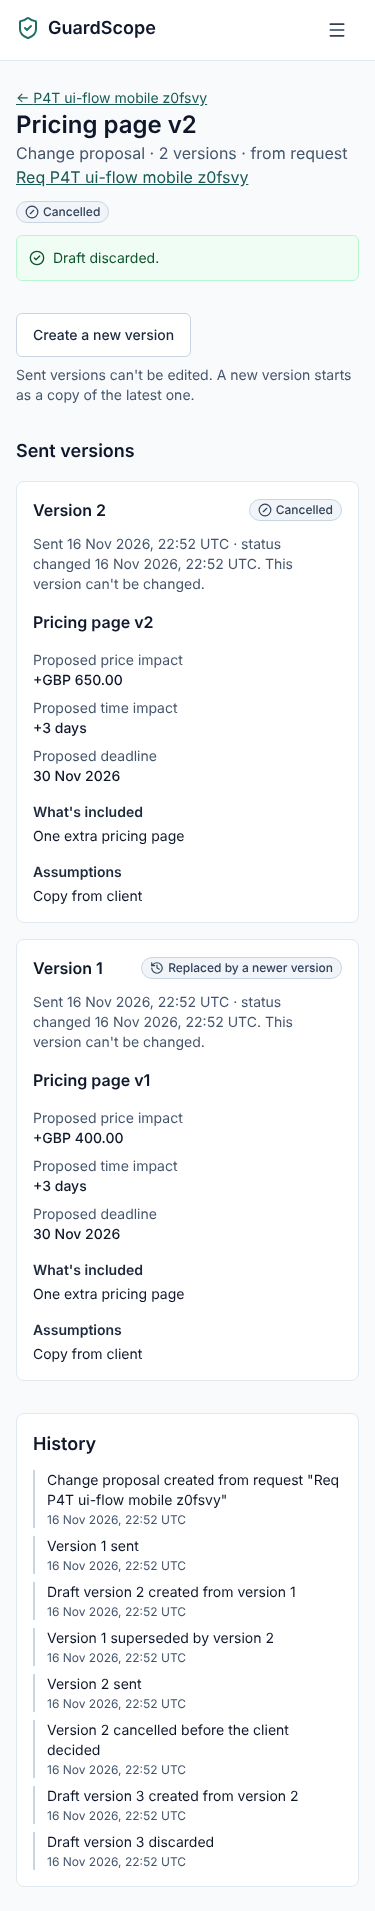 GuardScope
← P4T ui-flow mobile z0fsvy
Pricing page v2
Change proposal · 2 versions · from request
Req P4T ui-flow mobile z0fsvy
Cancelled
Draft discarded.
Create a new version
Sent versions can't be edited. A new version starts
as a copy of the latest one.
Sent versions
Version 2
Cancelled
Sent 16 Nov 2026, 22:52 UTC · status
changed 16 Nov 2026, 22:52 UTC. This
version can't be changed.
Pricing page v2
Proposed price impact
+GBP 650.00
Proposed time impact
+3 days
Proposed deadline
30 Nov 2026
What's included
One extra pricing page
Assumptions
Copy from client
Version 1
Replaced by a newer version
Sent 16 Nov 2026, 22:52 UTC · status
changed 16 Nov 2026, 22:52 UTC. This
version can't be changed.
Pricing page v1
Proposed price impact
+GBP 400.00
Proposed time impact
+3 days
Proposed deadline
30 Nov 2026
What's included
One extra pricing page
Assumptions
Copy from client
History
Change proposal created from request "Req
P4T ui-flow mobile z0fsvy"
16 Nov 2026, 22:52 UTC
Version 1 sent
16 Nov 2026, 22:52 UTC
Draft version 2 created from version 1
16 Nov 2026, 22:52 UTC
Version 1 superseded by version 2
16 Nov 2026, 22:52 UTC
Version 2 sent
16 Nov 2026, 22:52 UTC
Version 2 cancelled before the client
decided
16 Nov 2026, 22:52 UTC
Draft version 3 created from version 2
16 Nov 2026, 22:52 UTC
Draft version 3 discarded
16 Nov 2026, 22:52 UTC